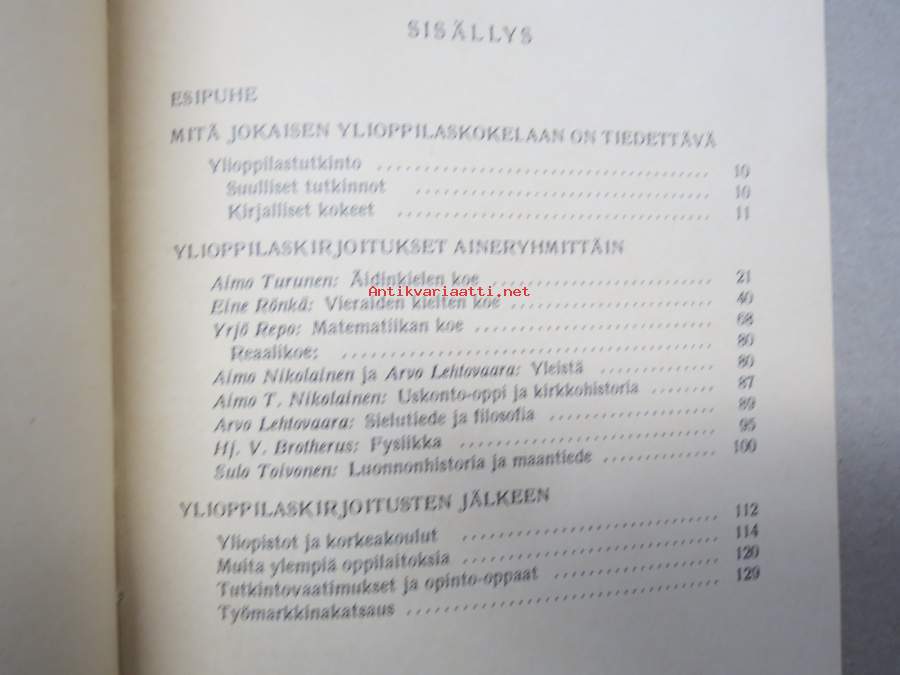 SISÄLLYS
ESIPUHE
MITÄ JOKAISEN YLIOPPILASKOKELAAN ON TIEDETTÄVÄ
Ylioppilastutkinto ........................ 10
Suulliset tutkinnot ........................ 10
Kirjalliset kokeet ........................ 11
YLIOPPILASKIRJOITUKSET AINERYHMITTÄIN
Aimo Turunen: Äidinkielen koe ................ 21
Antikvariaatti.net
Eine Rönkä: Vieraiden kielten koe ................ 40
Yrjö Repo: Matematiikan koe ................ 68
Reaalikoe: ........................ 80
Aimo Nikolainen ja Arvo Lehtovaara: Yleistä ............ 80
Aimo T. Nikolainen: Uskonto-oppi ja kirkkohistoria ........ 87
Arvo Lehtovaara: Sielutiede ja filosofia ............ 89
Hj. V. Brotherus: Fysiikka .................... 95
Sulo Toivonen: Luonnonhistoria ja maantiede ............ 100
YLIOPPILASKIRJOITUSTEN JÄLKEEN
Yliopistot ja korkeakoulut .................... 112
Muita ylempiä oppilaitoksia .................... 114
Tutkintovaatimukset ja opinto-oppaat ............ 120
Työmarkkinakatsaus ........................ 129